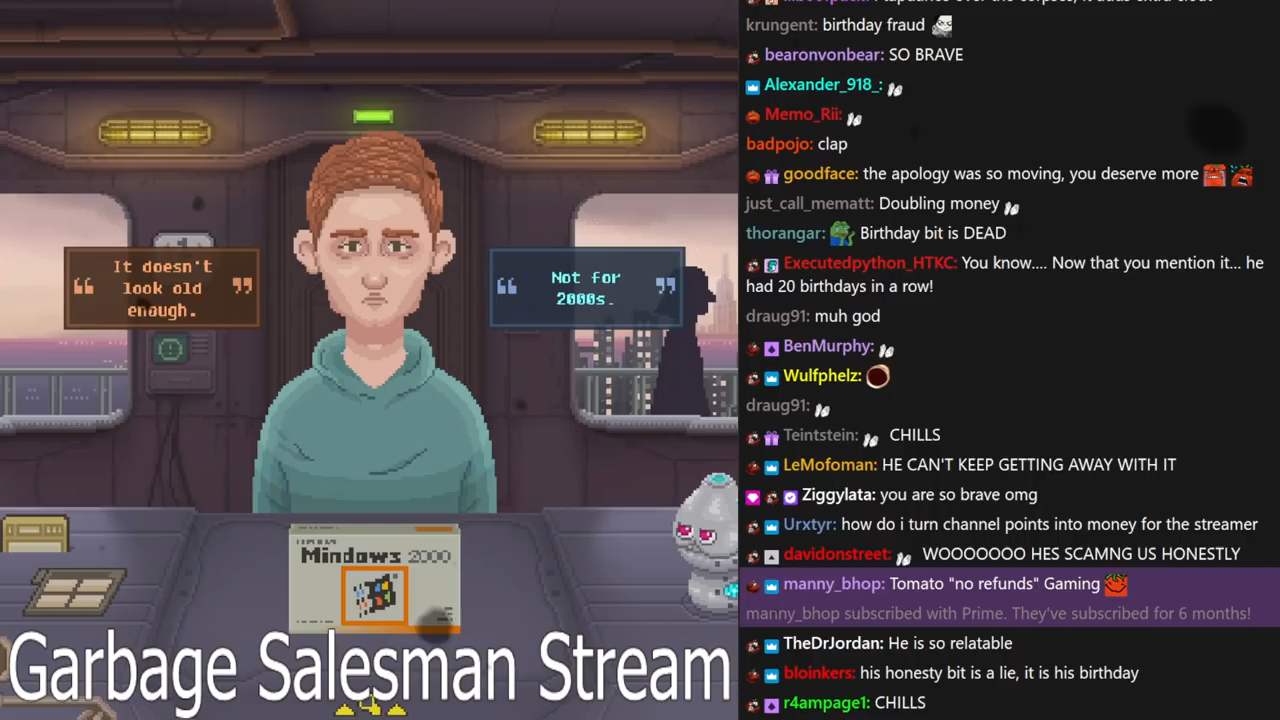 krungent: birthday fraud
bearonvonbear: SO BRAVE
Alexander_918_:
Memo_Rii:
badpojo: clap
goodface: the apology was so moving, you deserve more
just_call_mematt: Doubling money
thorangar: Birthday bit is DEAD
ExecutedpythonHTKC: You know.... Now that you mention it... he
had 20 birthdays in a row!
draug91: muh god
BenMurphy:
Wulfphelz:
draug91:
Teintstein: CHILLS
LeMofoman: HE CAN'T KEEP GETTING AWAY WITH IT
Ziggylata: you are so brave omg
Urxtyr: how do i turn channel points into money for the streamer
davidonstreet: WOOOOOOO HES SCAMNG US HONESTLY
manny_bhop: Tomato "no refunds" Gaming
manny_bhop subscribed with Prime. They've subscribed for 6 months!
TheDrJordan: He is so relatable
bloinkers: his honesty bit is a lie, it is his birthday
r4ampage1: CHILLS
“ It doesn't ”
look old
enough.
“ Not for ”
2000s.
Mindows 2000
Garbage Salesman Stream